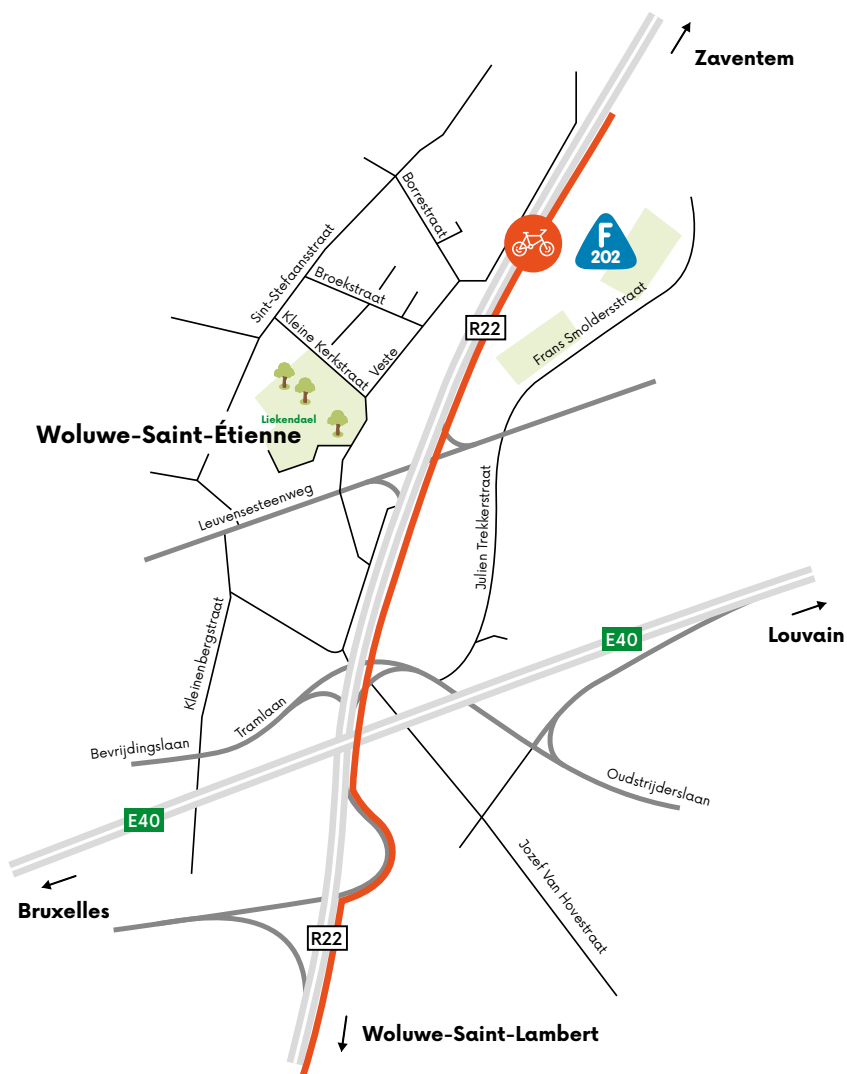 Zaventem
Borrestraat
Sint-Stefaansstraat
F
202
Broekstraat
Kleine Kerkstraat
R22
Frans Smoldersstraat
Veste
Liekendael
Woluwe-Saint-Étienne
Leuvensesteenweg
Julien Trekkerstraat
Kleinenbergstraat
E40
Louvain
Tramlaan
Bevrijdingslaan
Oudstrijderslaan
E40
Jozef Van Hovestraat
Bruxelles
R22
Woluwe-Saint-Lambert